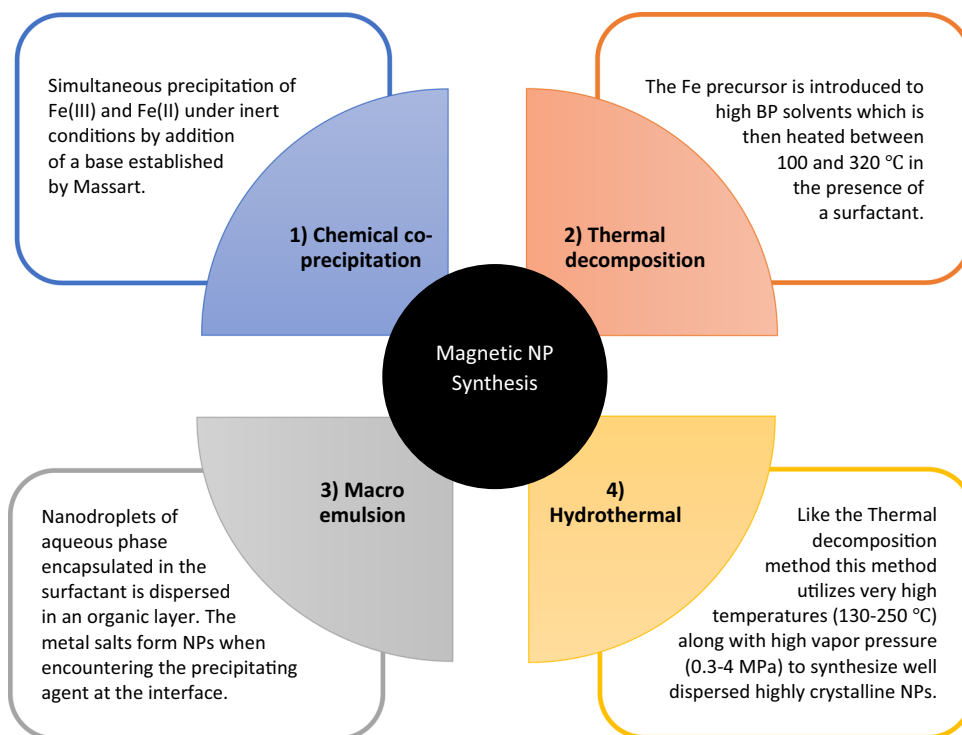 Simultaneous precipitation of
Fe(III) and Fe(II) under inert
conditions by addition
of a base established
by Massart.
1) Chemical co-
precipitation
The Fe precursor is introduced to
high BP solvents which is
then heated between
100 and 320 °C in
the presence of
a surfactant.
2) Thermal
decomposition
Magnetic NP
Synthesis
3) Macro
emulsion
Nanodroplets of
aqueous phase
encapsulated in the
surfactant is dispersed
in an organic layer. The
metal salts form NPs when
encountering the precipitating
agent at the interface.
4)
Hydrothermal
Like the Thermal
decomposition
method this method
utilizes very high
temperatures (130-250 °C)
along with high vapor pressure
(0.3-4 MPa) to synthesize well
dispersed highly crystalline NPs.